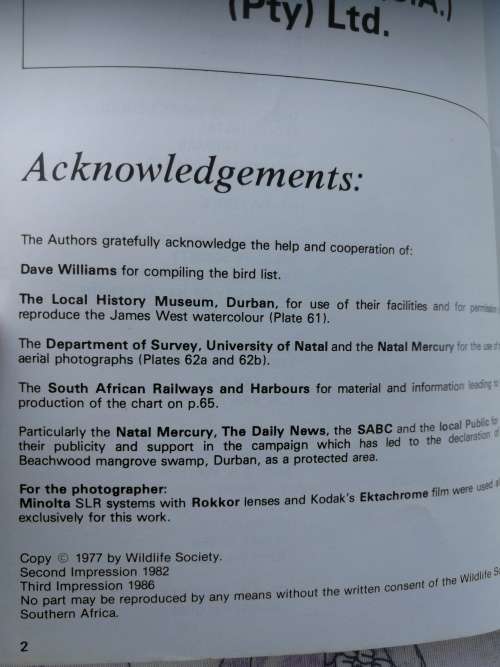 (Pty) Ltd.
Acknowledgements:
The Authors gratefully acknowledge the help and cooperation of:
Dave Williams for compiling the bird list.
The Local History Museum, Durban, for use of their facilities and for permission
reproduce the James West watercolour (Plate 61).
The Department of Survey, University of Natal and the Natal Mercury for the use of
aerial photographs (Plates 62a and 62b).
The South African Railways and Harbours for material and information leading to
production of the chart on p.65.
Particularly the Natal Mercury, The Daily News, the SABC and the local Public for
their publicity and support in the campaign which has led to the declaration of
Beachwood mangrove swamp, Durban, as a protected area.
For the photographer:
Minolta SLR systems with Rokkor lenses and Kodak's Ektachrome film were used
exclusively for this work.
Copy © 1977 by Wildlife Society.
Second Impression 1982
Third Impression 1986
No part may be reproduced by any means without the written consent of the Wildlife
Southern Africa.
2